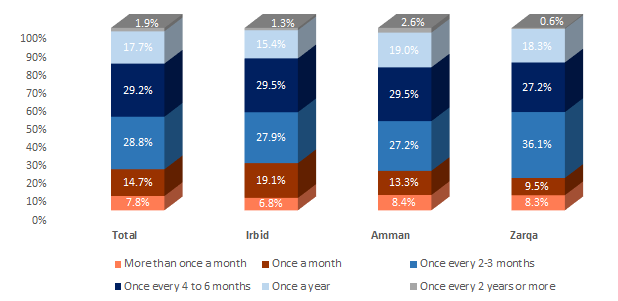 1.9% 1.3% 2.6% 0.6%
100%
90%
80%
70%
60%
50%
40%
30%
20%
10%
0%
17.7% 15.4% 19.0% 18.3%
29.2% 29.5% 29.5% 27.2%
28.8% 27.9% 27.2% 36.1%
14.7% 19.1% 13.3% 9.5%
7.8% 6.8% 8.4% 8.3%
Total Irbid Amman Zarqa
More than once a month Once a month Once every 2-3 months
Once every 4 to 6 months Once a year Once every 2 years or more